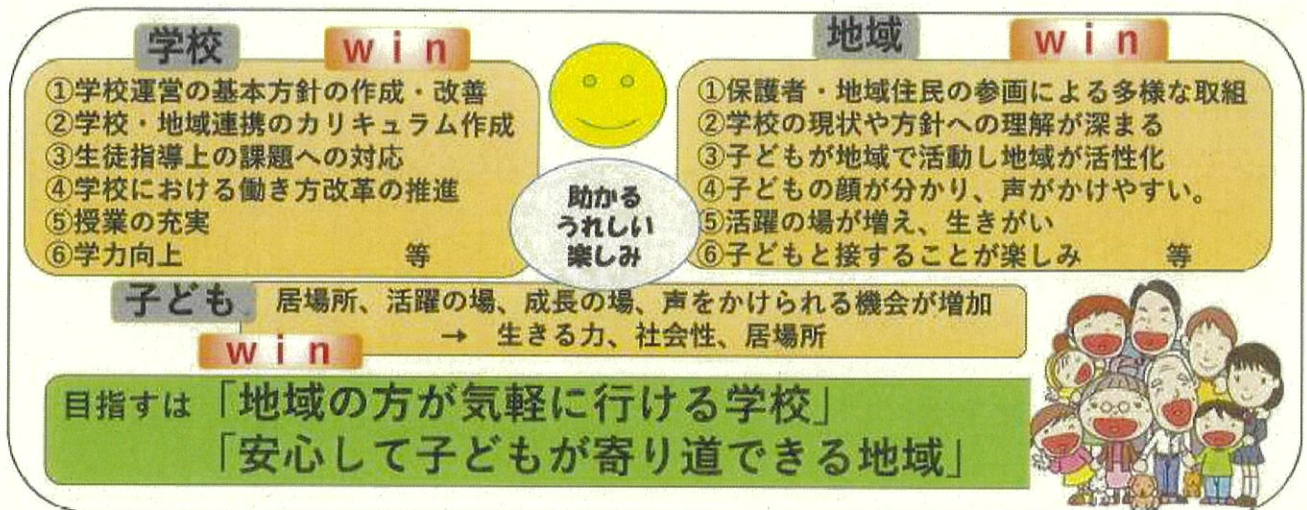 学校
win
①学校運営の基本方針の作成・改善
②学校・地域連携のカリキュラム作成
③生徒指導上の課題への対応
④学校における働き方改革の推進
⑤授業の充実
⑥学力向上 等
助かる
うれしい
楽しみ
地域
win
①保護者・地域住民の参画による多様な取組
②学校の現状や方針への理解が深まる
③子どもが地域で活動し地域が活性化
④子どもの顔が分かり、声がかけやすい。
⑤活躍の場が増え、生きがい
⑥子どもと接することが楽しみ 等
子ども
win
居場所、活躍の場、成長の場、声をかけられる機会が増加
→ 生きる力、社会性、居場所
目指すは「地域の方が気軽に行ける学校」
「安心して子どもが寄り道できる地域」